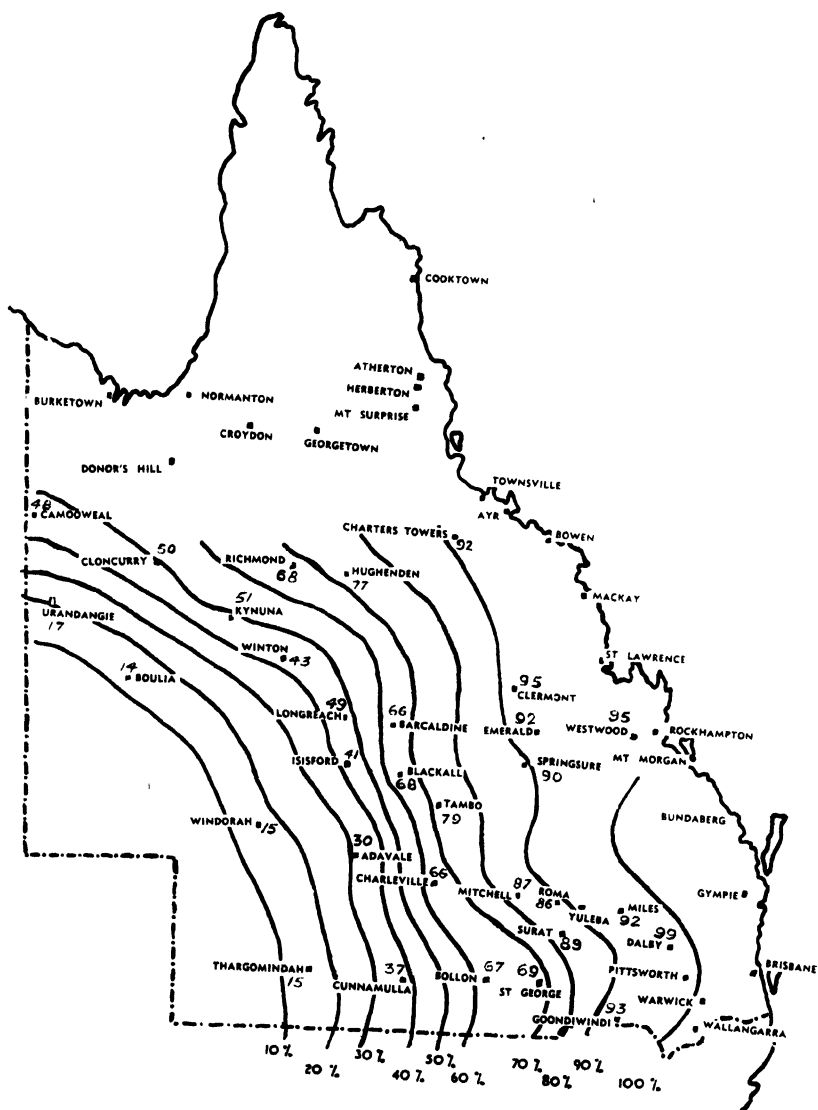 COOKTOWN
ATHERTON
HERBERTON
MT SURPRISE
BURKETOWN
NORMANTON
CROYDON
GEORGETOWN
DONOR'S HILL
TOWNSVILLE
48
CAMOOWEAL
AYR
CHARTERS TOWERS
92
BOWEN
50
CLONCURRY
RICHMOND
68
HUGHENDEN
77
MACKAY
51
KYNUNA
URANDANGIE
17
WINTON
43
ST LAWRENCE
14
BOULIA
95
CLERMONT
49
LONGREACH
66
BARCALDINE
92
EMERALD
95
WESTWOOD
ROCKHAMPTON
41
ISISFORD
BLACKALL
68
SPRINGSURE
90
MT MORGAN
TAMBO
79
WINDORAH
15
BUNDABERG
30
ADAVALE
CHARLEVILLE
66
MITCHELL
87
ROMA
86
YULEBA
MILES
92
GYMPIE
SURAT
89
99
DALBY
THARGOMINDAH
15
37
CUNNAMULLA
BOLLON
67
69
ST GEORGE
PITTSWORTH
BRISBANE
WARWICK
93
GOONDIWINDI
WALLANGARRA
10 %
20 %
30 %
40 %
50 %
60 %
70 %
80 %
90 %
100 %